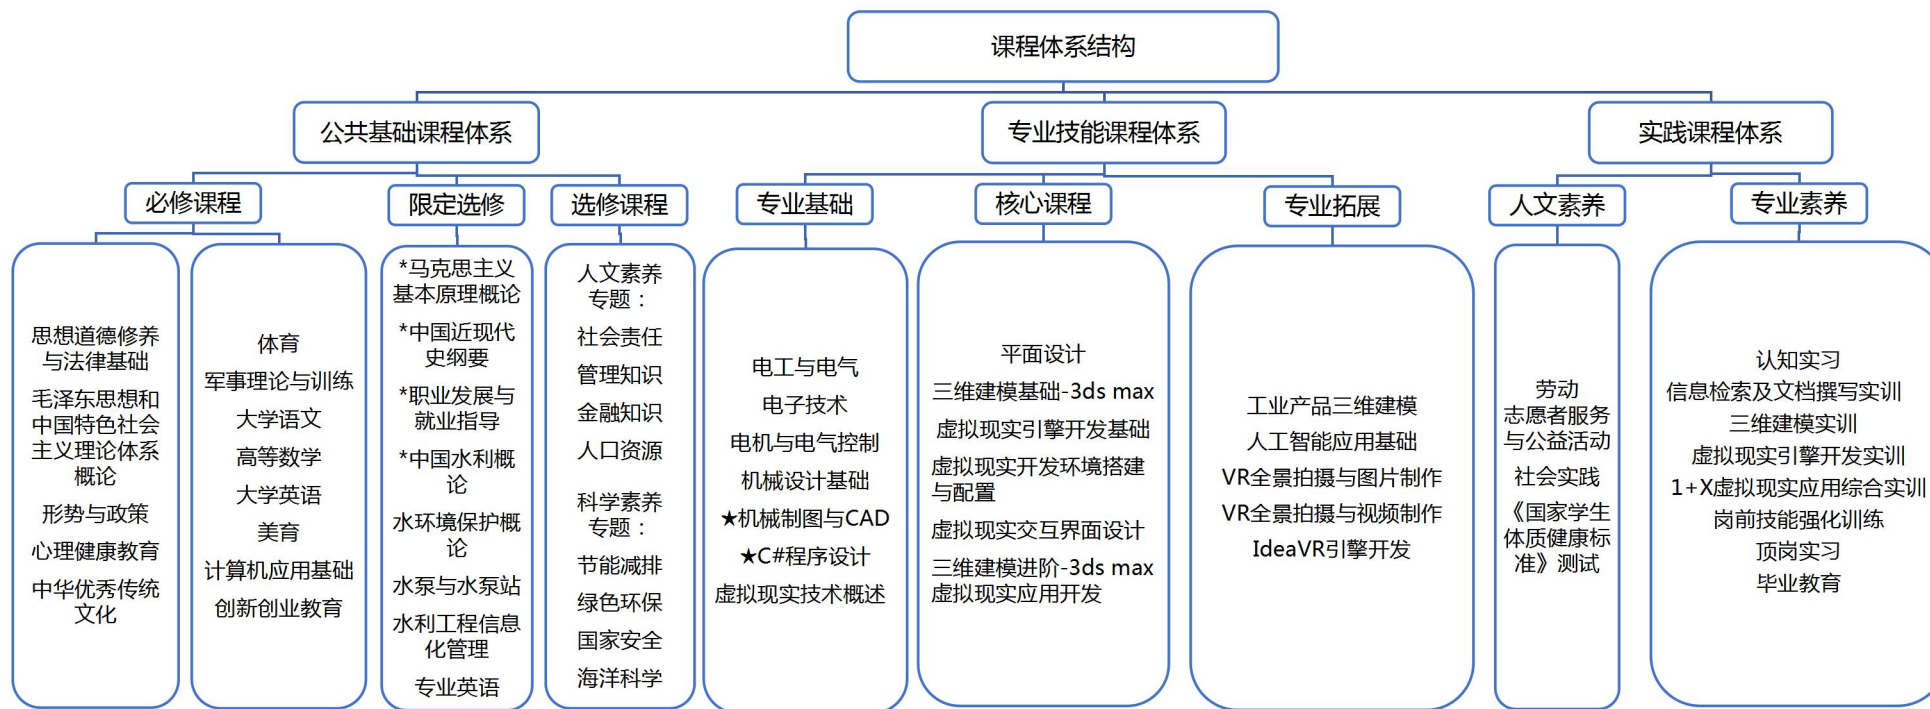 课程体系结构
公共基础课程体系
专业技能课程体系
实践课程体系
必修课程
限定选修
选修课程
专业基础
核心课程
专业拓展
人文素养
专业素养
思想道德修养
与法律基础
毛泽东思想和
中国特色社会
主义理论体系
概论
形势与政策
心理健康教育
中华优秀传统
文化
体育
军事理论与训练
大学语文
高等数学
大学英语
美育
计算机应用基础
创新创业教育
*马克思主义
基本原理概论
*中国近现代
史纲要
*职业发展与
就业指导
*中国水利概
论
水环境保护概
论
水泵与水泵站
水利工程信息
化管理
专业英语
人文素养
专题：
社会责任
管理知识
金融知识
人口资源
科学素养
专题：
节能减排
绿色环保
国家安全
海洋科学
电工与电气
电子技术
电机与电气控制
机械设计基础
★机械制图与CAD
★C#程序设计
虚拟现实技术概述
平面设计
三维建模基础-3ds max
虚拟现实引擎开发基础
虚拟现实开发环境搭建
与配置
虚拟现实交互界面设计
三维建模进阶-3ds max
虚拟现实应用开发
工业产品三维建模
人工智能应用基础
VR全景拍摄与图片制作
VR全景拍摄与视频制作
IdeaVR引擎开发
劳动
志愿者服务
与公益活动
社会实践
《国家学生
体质健康标
准》测试
认知实习
信息检索及文档撰写实训
三维建模实训
虚拟现实引擎开发实训
1+X虚拟现实应用综合实训
岗前技能强化训练
顶岗实习
毕业教育